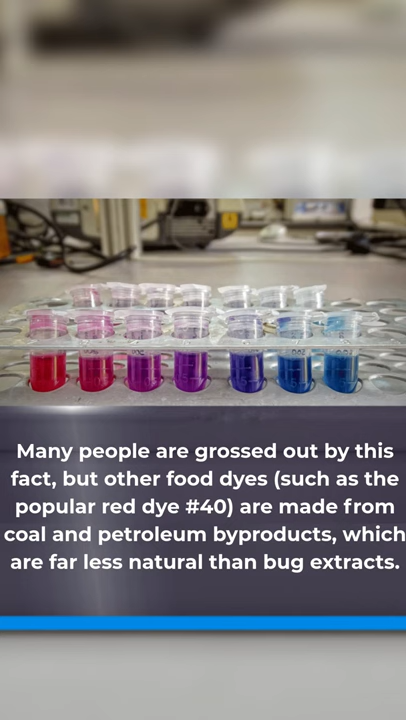 Many people are grossed out by this
fact, but other food dyes (such as the
popular red dye #40) are made from
coal and petroleum byproducts, which
are far less natural than bug extracts.